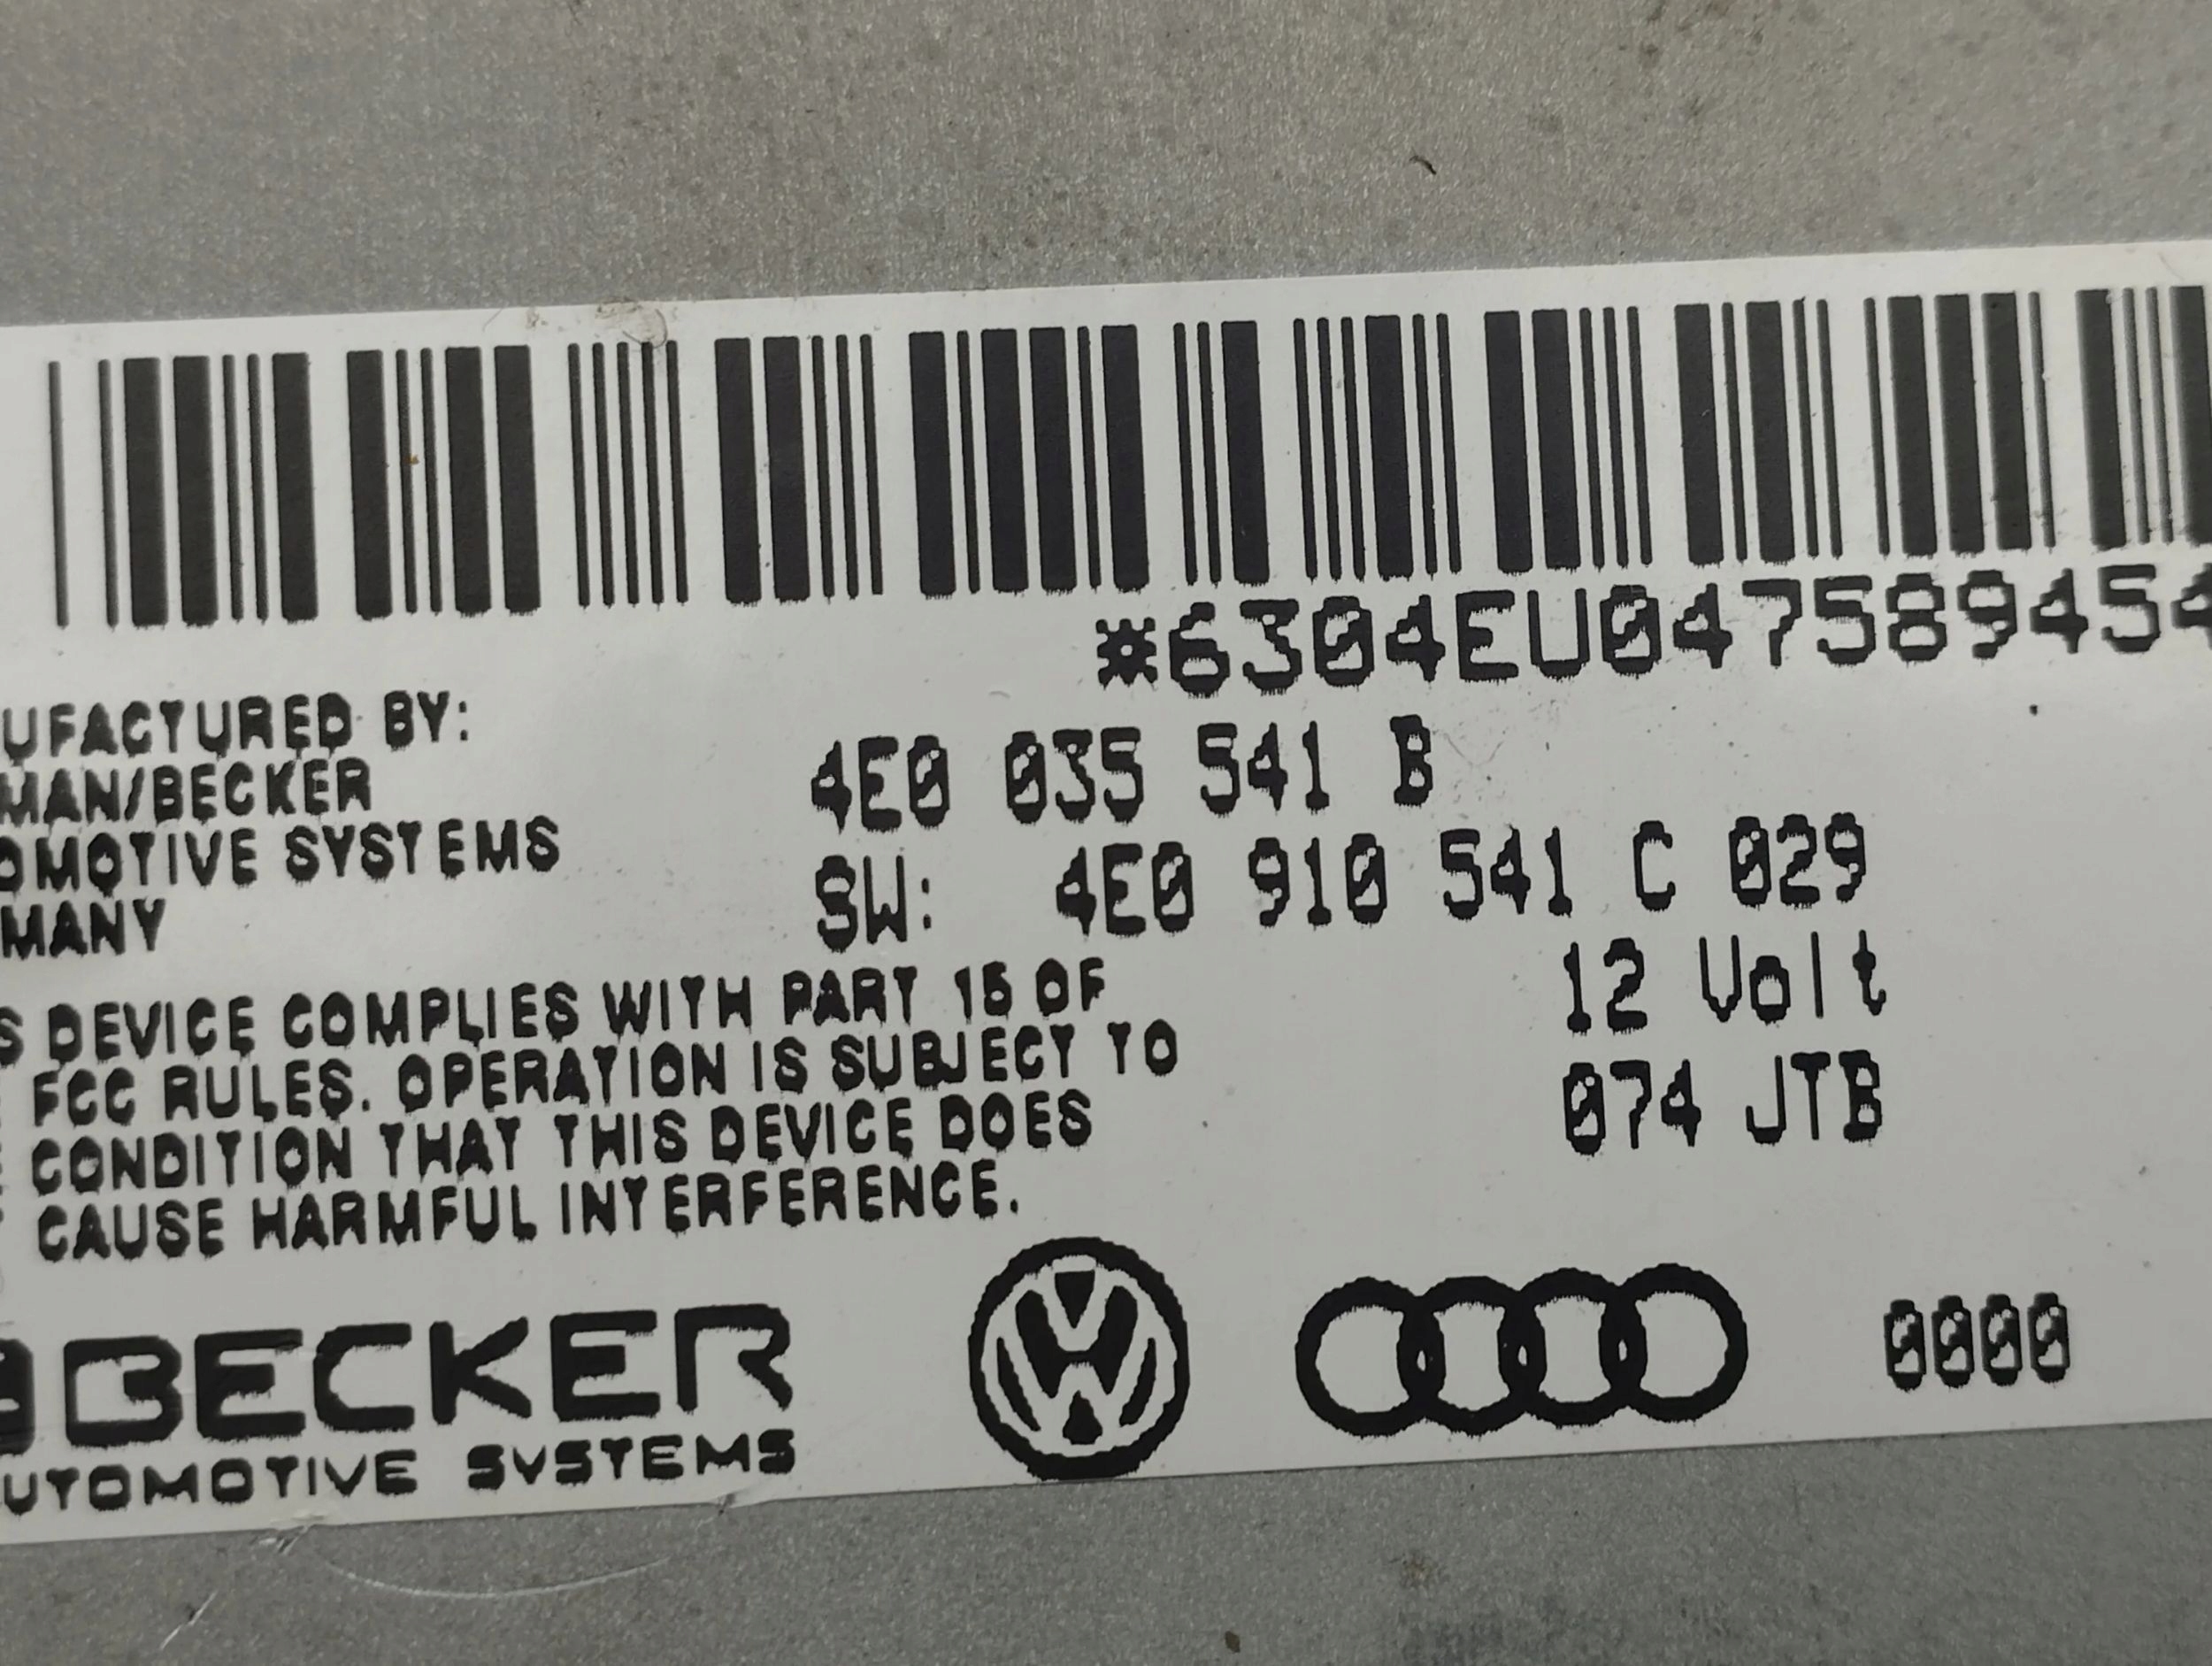 *6304EU047589454
UFACTURED BY:
MAN/BECKER
OMOTIVE SYSTEMS
MANY
4E0 035 541 B
SW: 4E0 910 541 C 029
12 Volt
074 JTB
S DEVICE COMPLIES WITH PART 15 OF
FCC RULES. OPERATION IS SUBJECT TO
CONDITION THAT THIS DEVICE DOES
CAUSE HARMFUL INTERFERENCE.
BECKER
UTOMOTIVE SYSTEMS
0000